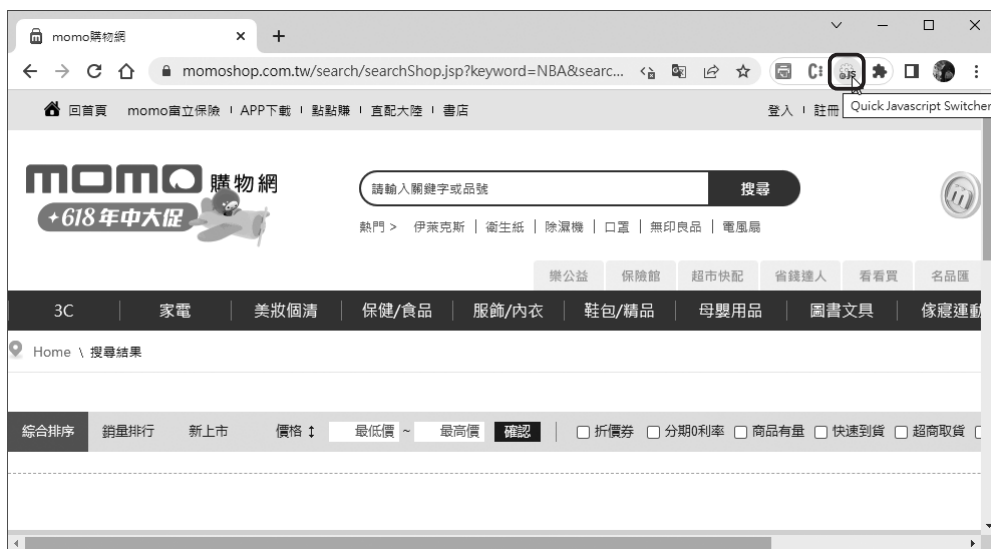 momo購物網
momoshop.com.tw/search/searchShop.jsp?keyword=NBA&searc...
回首頁 momo富立保險 APP下載 點點賺 直配大陸 書店 登入 註冊
Quick Javascript Switcher
momo購物網
+618年中大促
請輸入關鍵字或品號 搜尋
熱門 > 伊萊克斯 | 衛生紙 | 除濕機 | 口罩 | 無印良品 | 電風扇
樂公益 保險館 超市快配 省錢達人 看看買 名品匯
3C 家電 美妝個清 保健/食品 服飾/內衣 鞋包/精品 母嬰用品 圖書文具 傢寢運動
Home \ 搜尋結果
綜合排序 銷量排行 新上市 價格 最低價 ~ 最高價 確認 折價券 分期0利率 商品有量 快速到貨 超商取貨